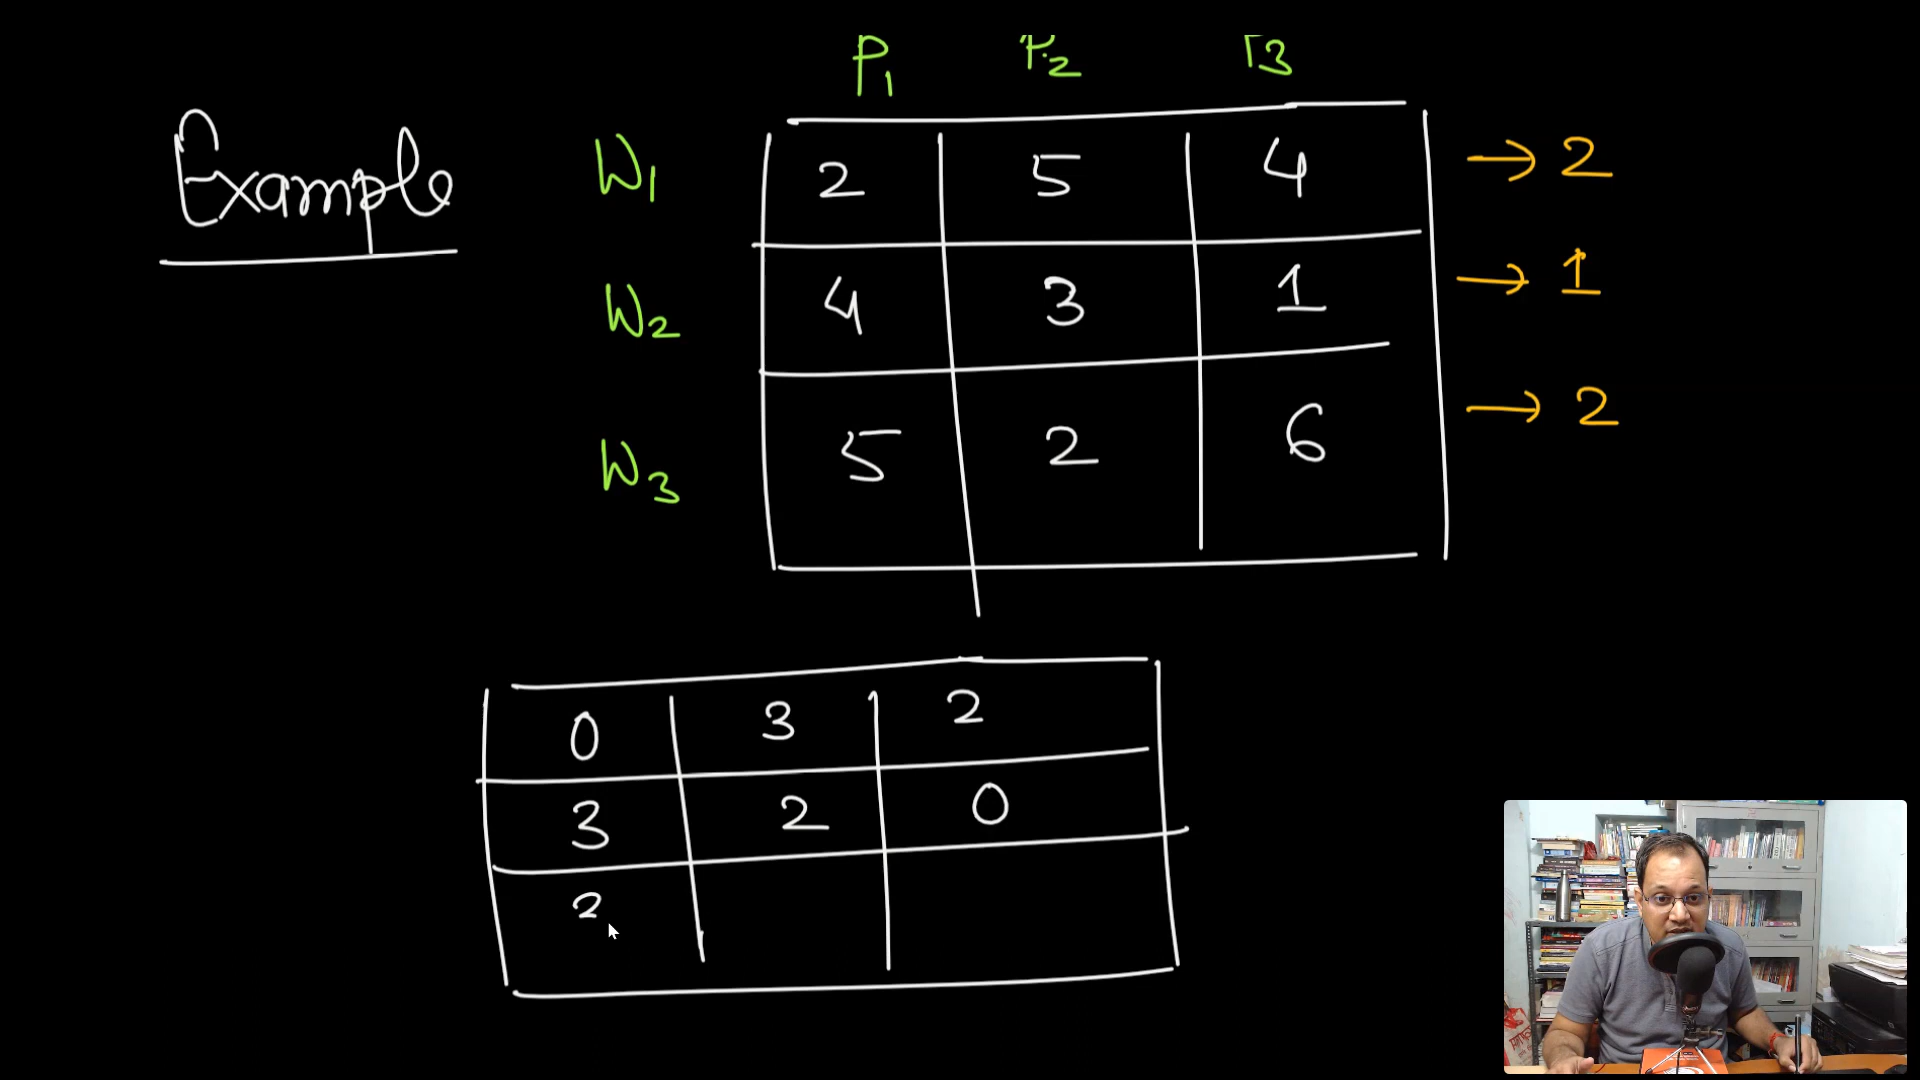 P1 P2 P3
Example
W1 2 5 4 → 2
W2 4 3 1 → 1
W3 5 2 6 → 2
0 3 2
3 2 0
2